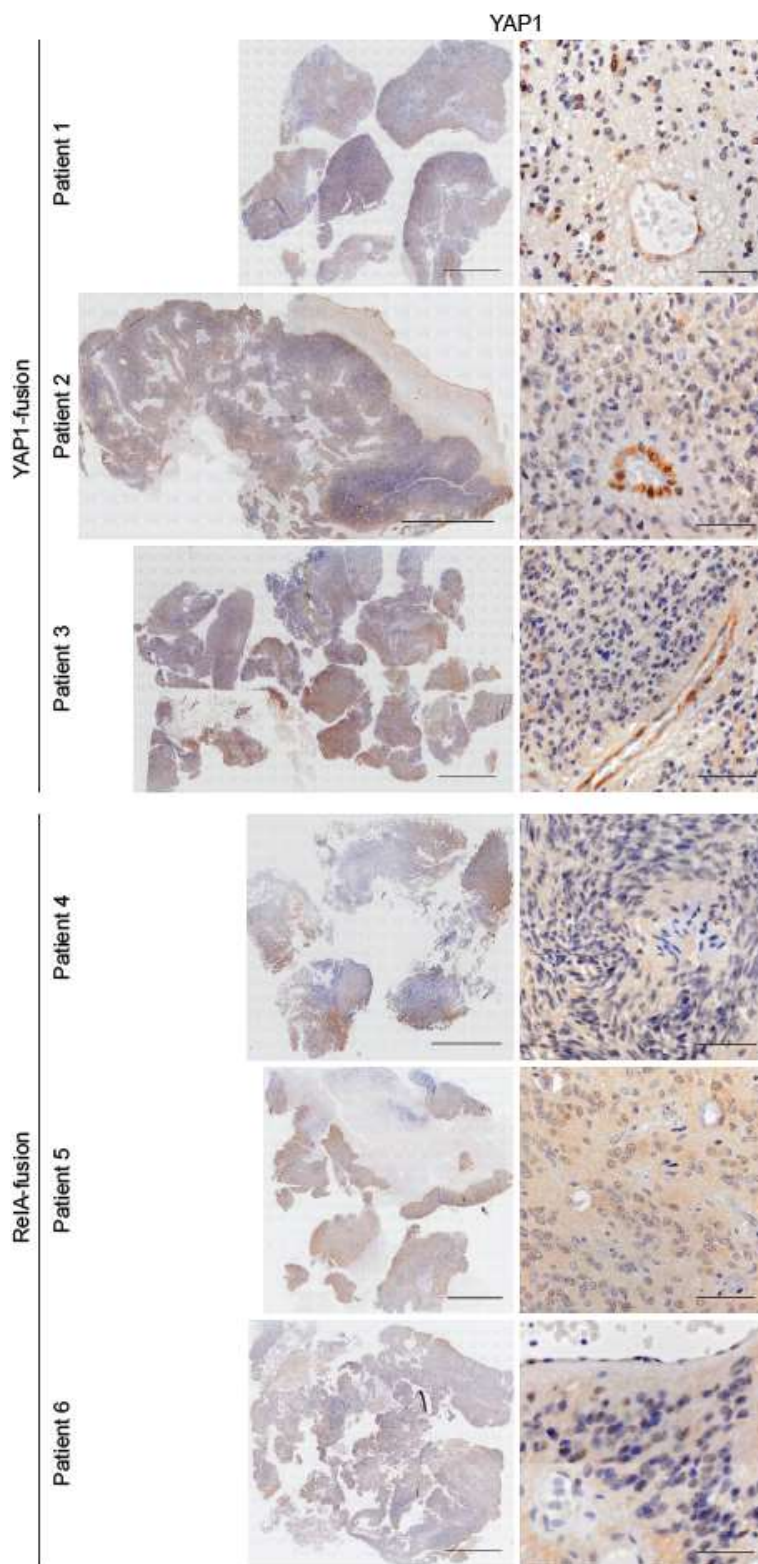 YAP1
YAP1-fusion
Patient 1
Patient 2
Patient 3
RelA-fusion
Patient 4
Patient 5
Patient 6